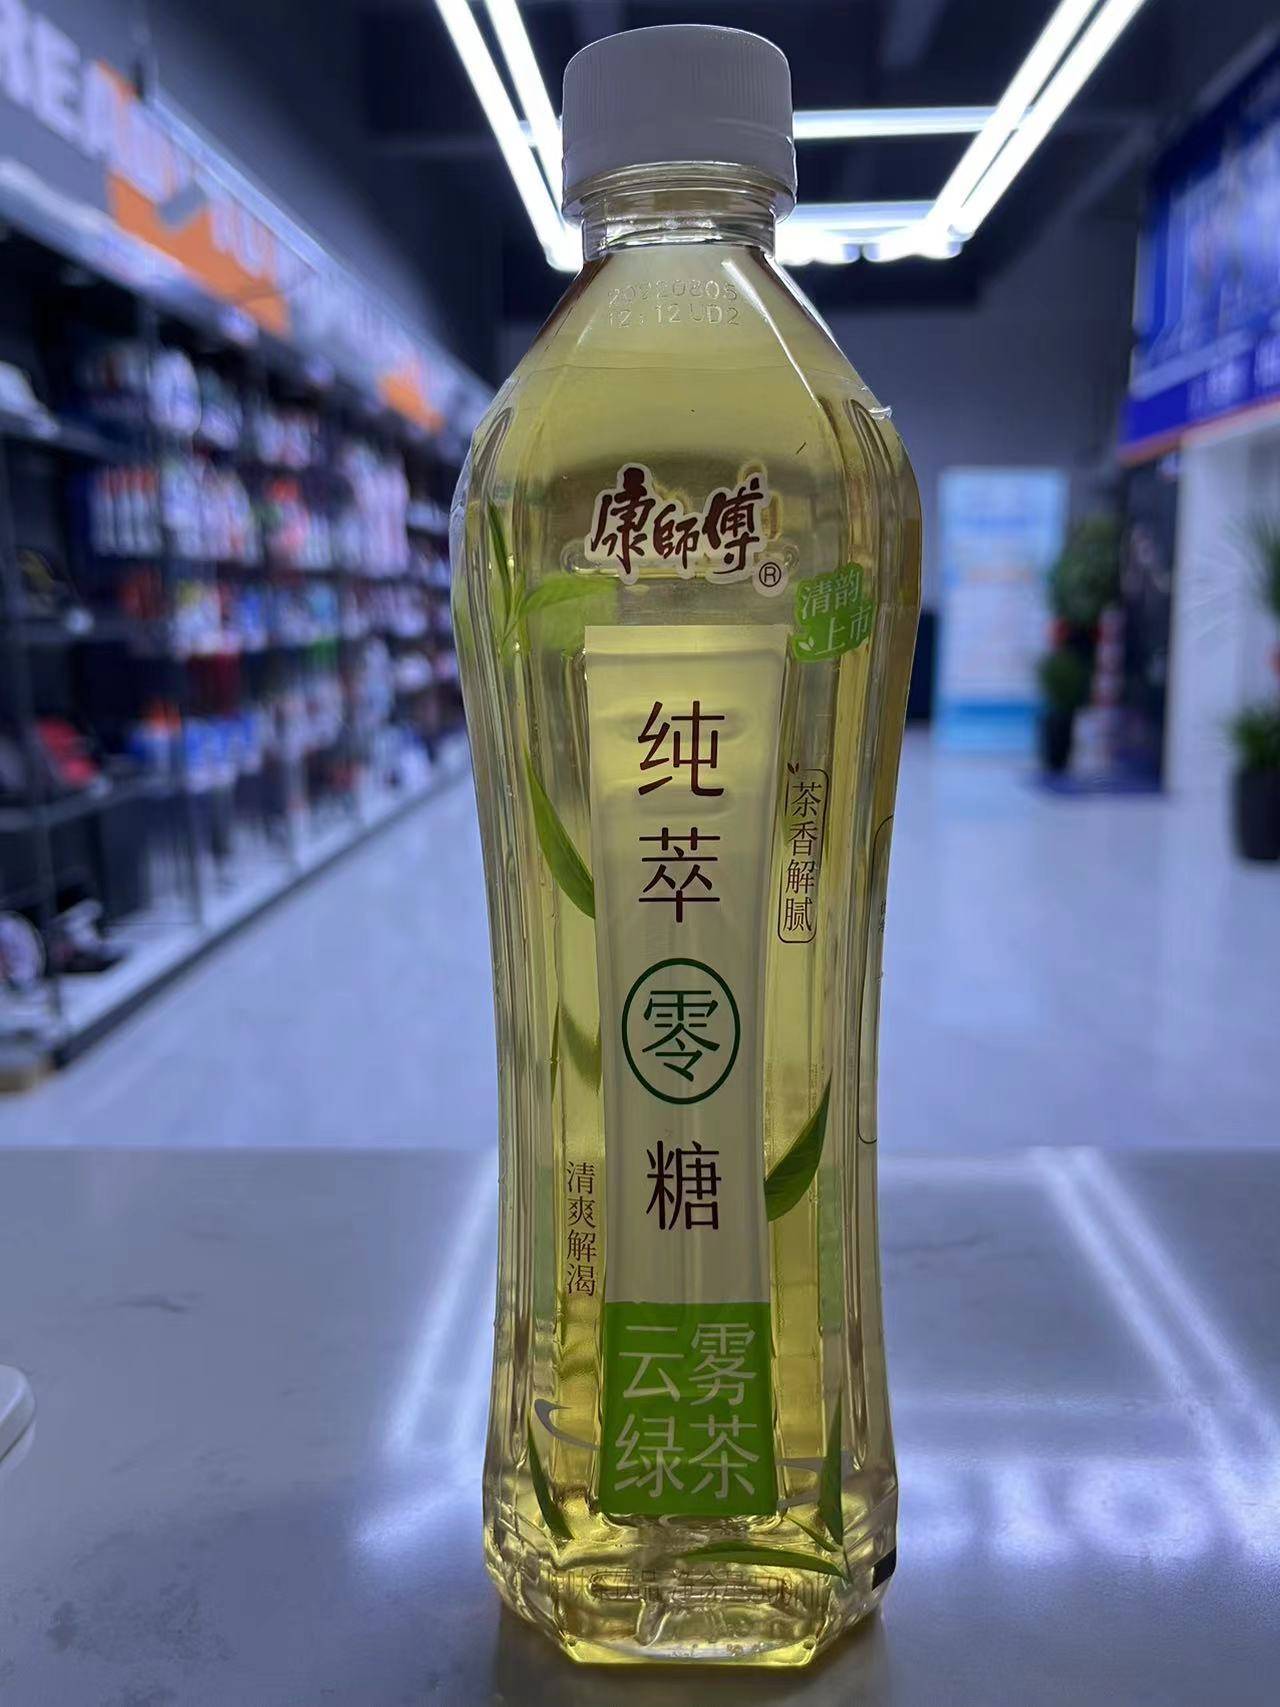 20220805
12:12 UD2
康師傅®
清韵
上市
纯萃零糖
茶香解腻
清爽解渴
云雾
绿茶